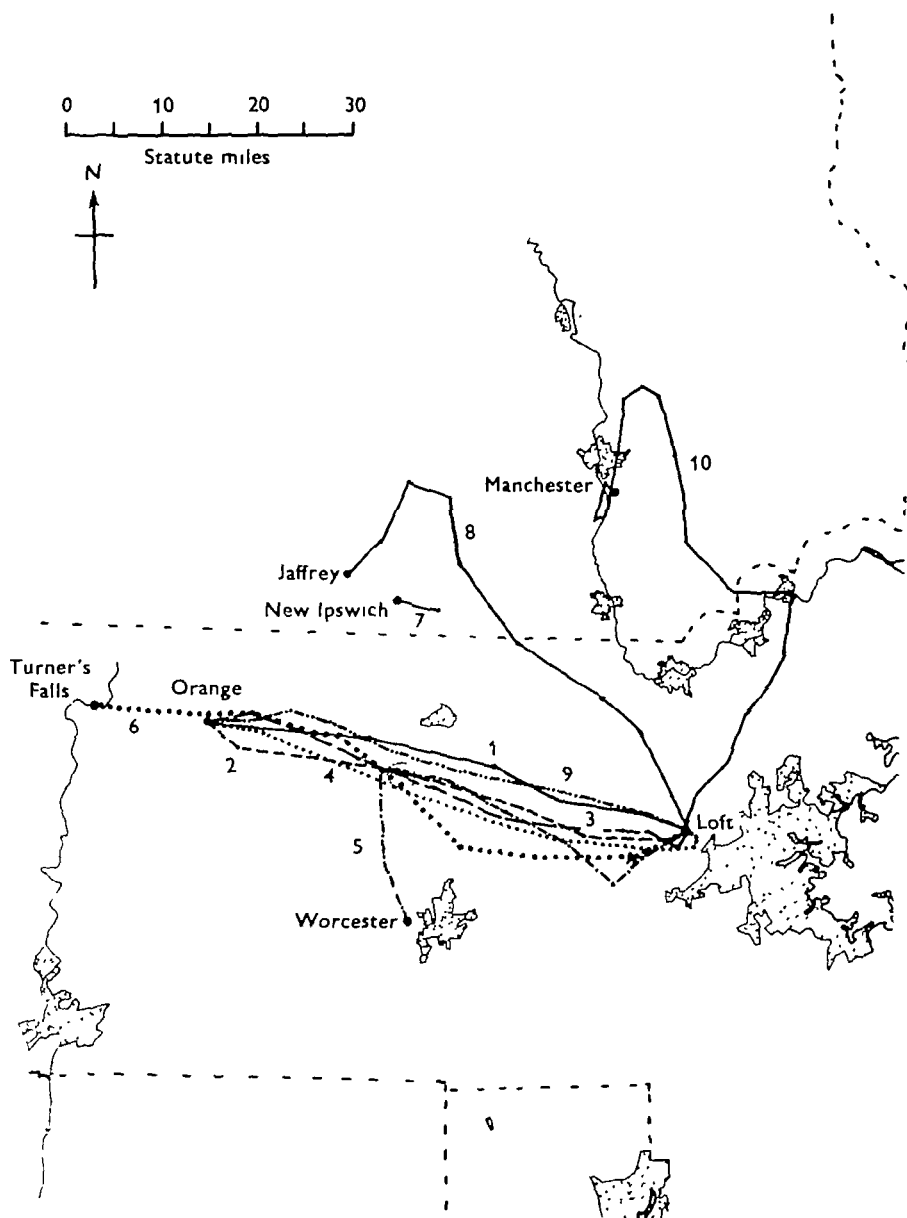 0 10 20 30
Statute miles
N
10
Manchester
8
Jaffrey
New Ipswich
7
Turner's
Falls
Orange
6
1
2
4
9
3
Loft
5
Worcester